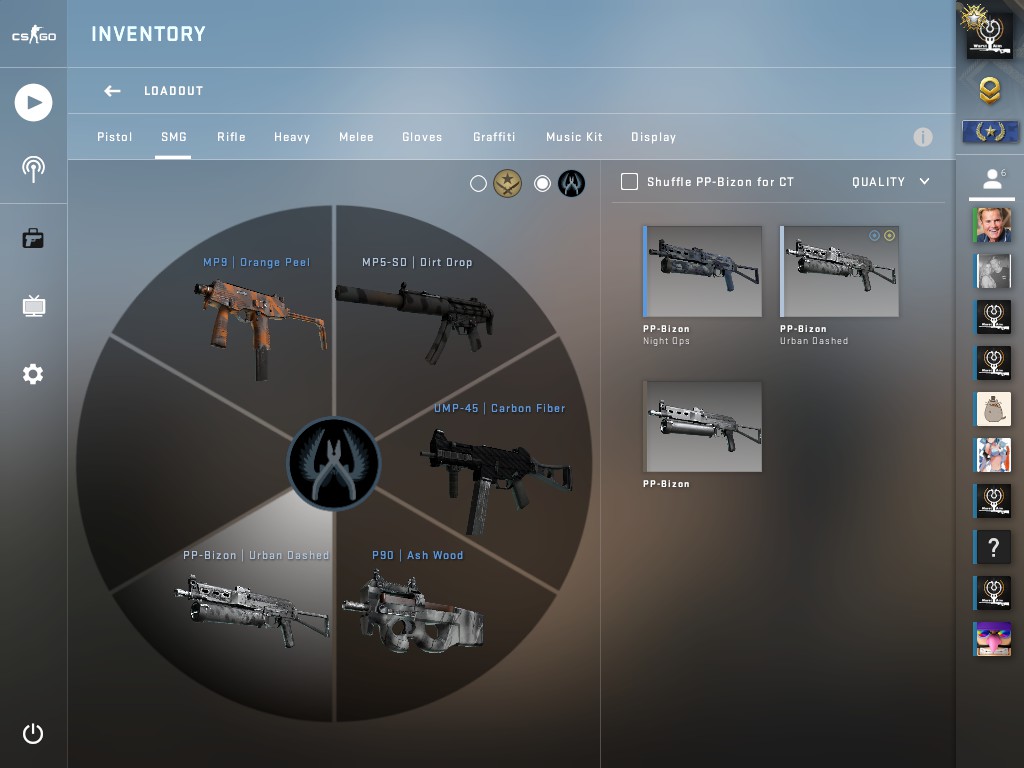 CS GO
INVENTORY
LOADOUT
Pistol SMG Rifle Heavy Melee Gloves Graffiti Music Kit Display
Shuffle PP-Bizon for CT QUALITY
6
MP9 | Orange Peel
MP5-SD | Dirt Drop
UMP-45 | Carbon Fiber
PP-Bizon | Urban Dashed
P90 | Ash Wood
PP-Bizon
Night Ops
PP-Bizon
Urban Dashed
PP-Bizon
?